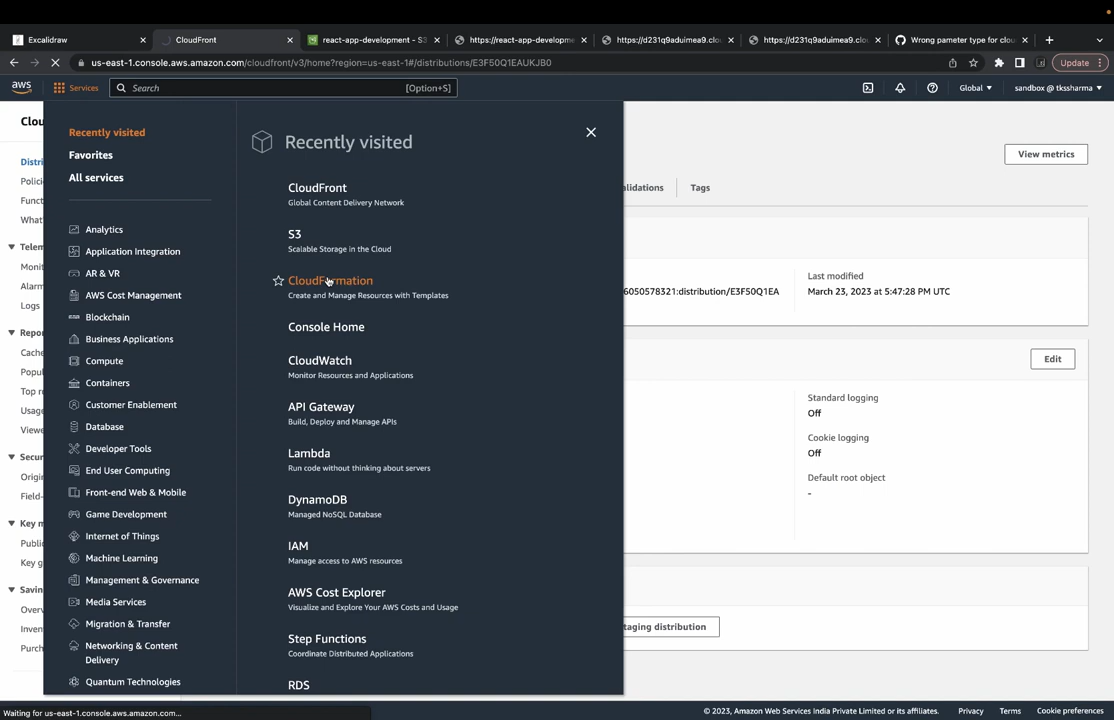 Excalidraw
CloudFront
react-app-development - S3
https://react-app-developme
https://d231q9aduimea9.clou
https://d231q9aduimea9.clou
Wrong pameter type for clou
us-east-1.console.aws.amazon.com/cloudfront/v3/home?region=us-east-1#/distributions/E3F50Q1EAUKJB0
Update
aws
Services
Search
[Option+S]
Global
sandbox @ tkssharma
Clou
Distri
Polici
Funct
What
Telem
Monit
Alarm
Logs
Repor
Cache
Popul
Top re
Usage
Viewe
Secur
Origin
Field-
Key m
Publi
Key g
Savin
Overv
Inven
Purch
Recently visited
Favorites
All services
Analytics
Application Integration
AR & VR
AWS Cost Management
Blockchain
Business Applications
Compute
Containers
Customer Enablement
Database
Developer Tools
End User Computing
Front-end Web & Mobile
Game Development
Internet of Things
Machine Learning
Management & Governance
Media Services
Migration & Transfer
Networking & Content
Delivery
Quantum Technologies
Recently visited
CloudFront
Global Content Delivery Network
S3
Scalable Storage in the Cloud
CloudFormation
Create and Manage Resources with Templates
Console Home
CloudWatch
Monitor Resources and Applications
API Gateway
Build, Deploy and Manage APIs
Lambda
Run code without thinking about servers
DynamoDB
Managed NoSQL Database
IAM
Manage access to AWS resources
AWS Cost Explorer
Visualize and Explore Your AWS Costs and Usage
Step Functions
Coordinate Distributed Applications
RDS
View metrics
alidations
Tags
6050578321:distribution/E3F50Q1EA
Last modified
March 23, 2023 at 5:47:28 PM UTC
Edit
Standard logging
Off
Cookie logging
Off
Default root object
-
taging distribution
Waiting for us-east-1.console.aws.amazon.com...
© 2023, Amazon Web Services India Private Limited or its affiliates.
Privacy
Terms
Cookie preferences